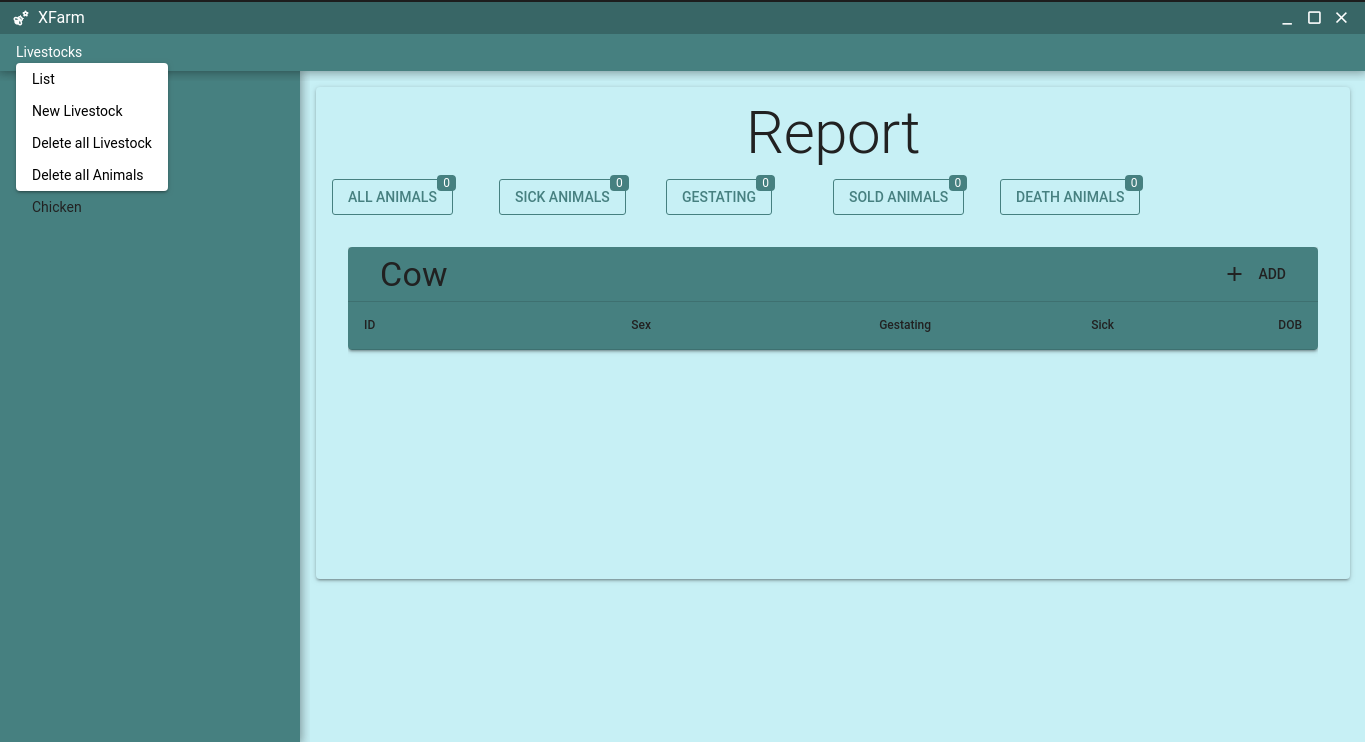 XFarm
Livestocks
List
New Livestock
Delete all Livestock
Delete all Animals
Chicken
Report
ALL ANIMALS 0 SICK ANIMALS 0 GESTATING 0 SOLD ANIMALS 0 DEATH ANIMALS 0
Cow + ADD
ID Sex Gestating Sick DOB